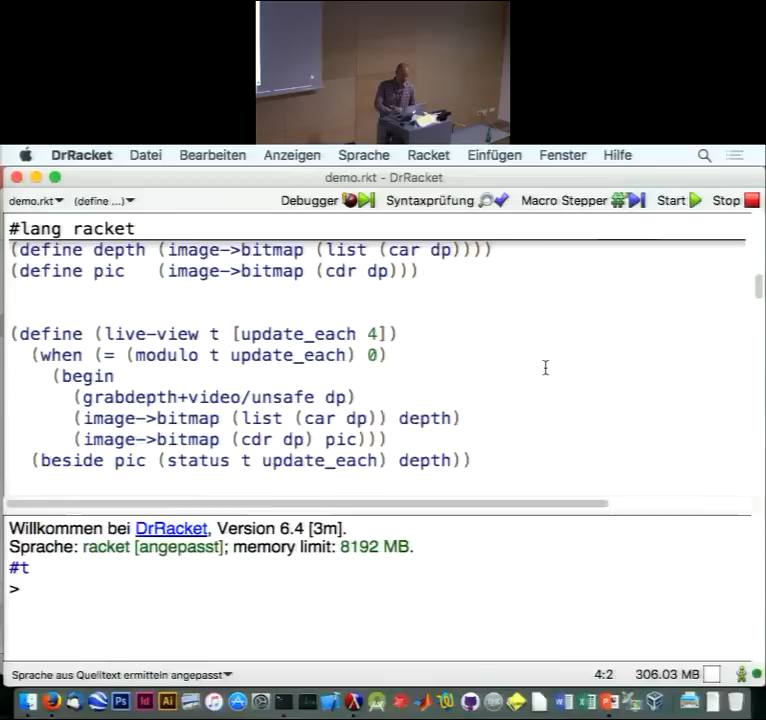 DrRacket Datei Bearbeiten Anzeigen Sprache Racket Einfügen Fenster Hilfe
demo.rkt - DrRacket
demo.rkt▾ (define ...)▾ Debugger Syntaxprüfung Macro Stepper Start Stop
#lang racket
(define depth (image->bitmap (list (car dp))))
(define pic (image->bitmap (cdr dp)))
(define (live-view t [update_each 4])
(when (= (modulo t update_each) 0)
(begin
(grabdepth+video/unsafe dp)
(image->bitmap (list (car dp)) depth)
(image->bitmap (cdr dp) pic)))
(beside pic (status t update_each) depth))
Willkommen bei DrRacket, Version 6.4 [3m].
Sprache: racket [angepasst]; memory limit: 8192 MB.
#t
>
Sprache aus Quelltext ermitteln angepasst▾ 4:2 306.03 MB
Ps Id Ai